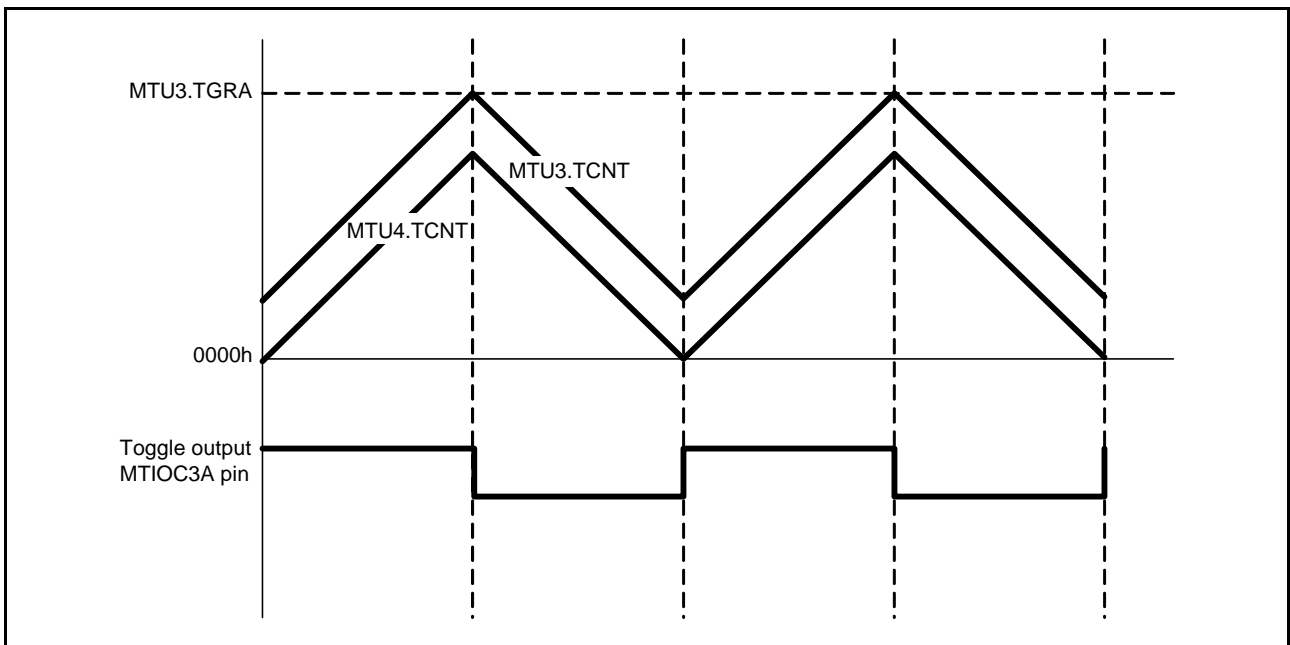 MTU3.TGRA
MTU3.TCNT
MTU4.TCNT
0000h
Toggle output
MTIOC3A pin